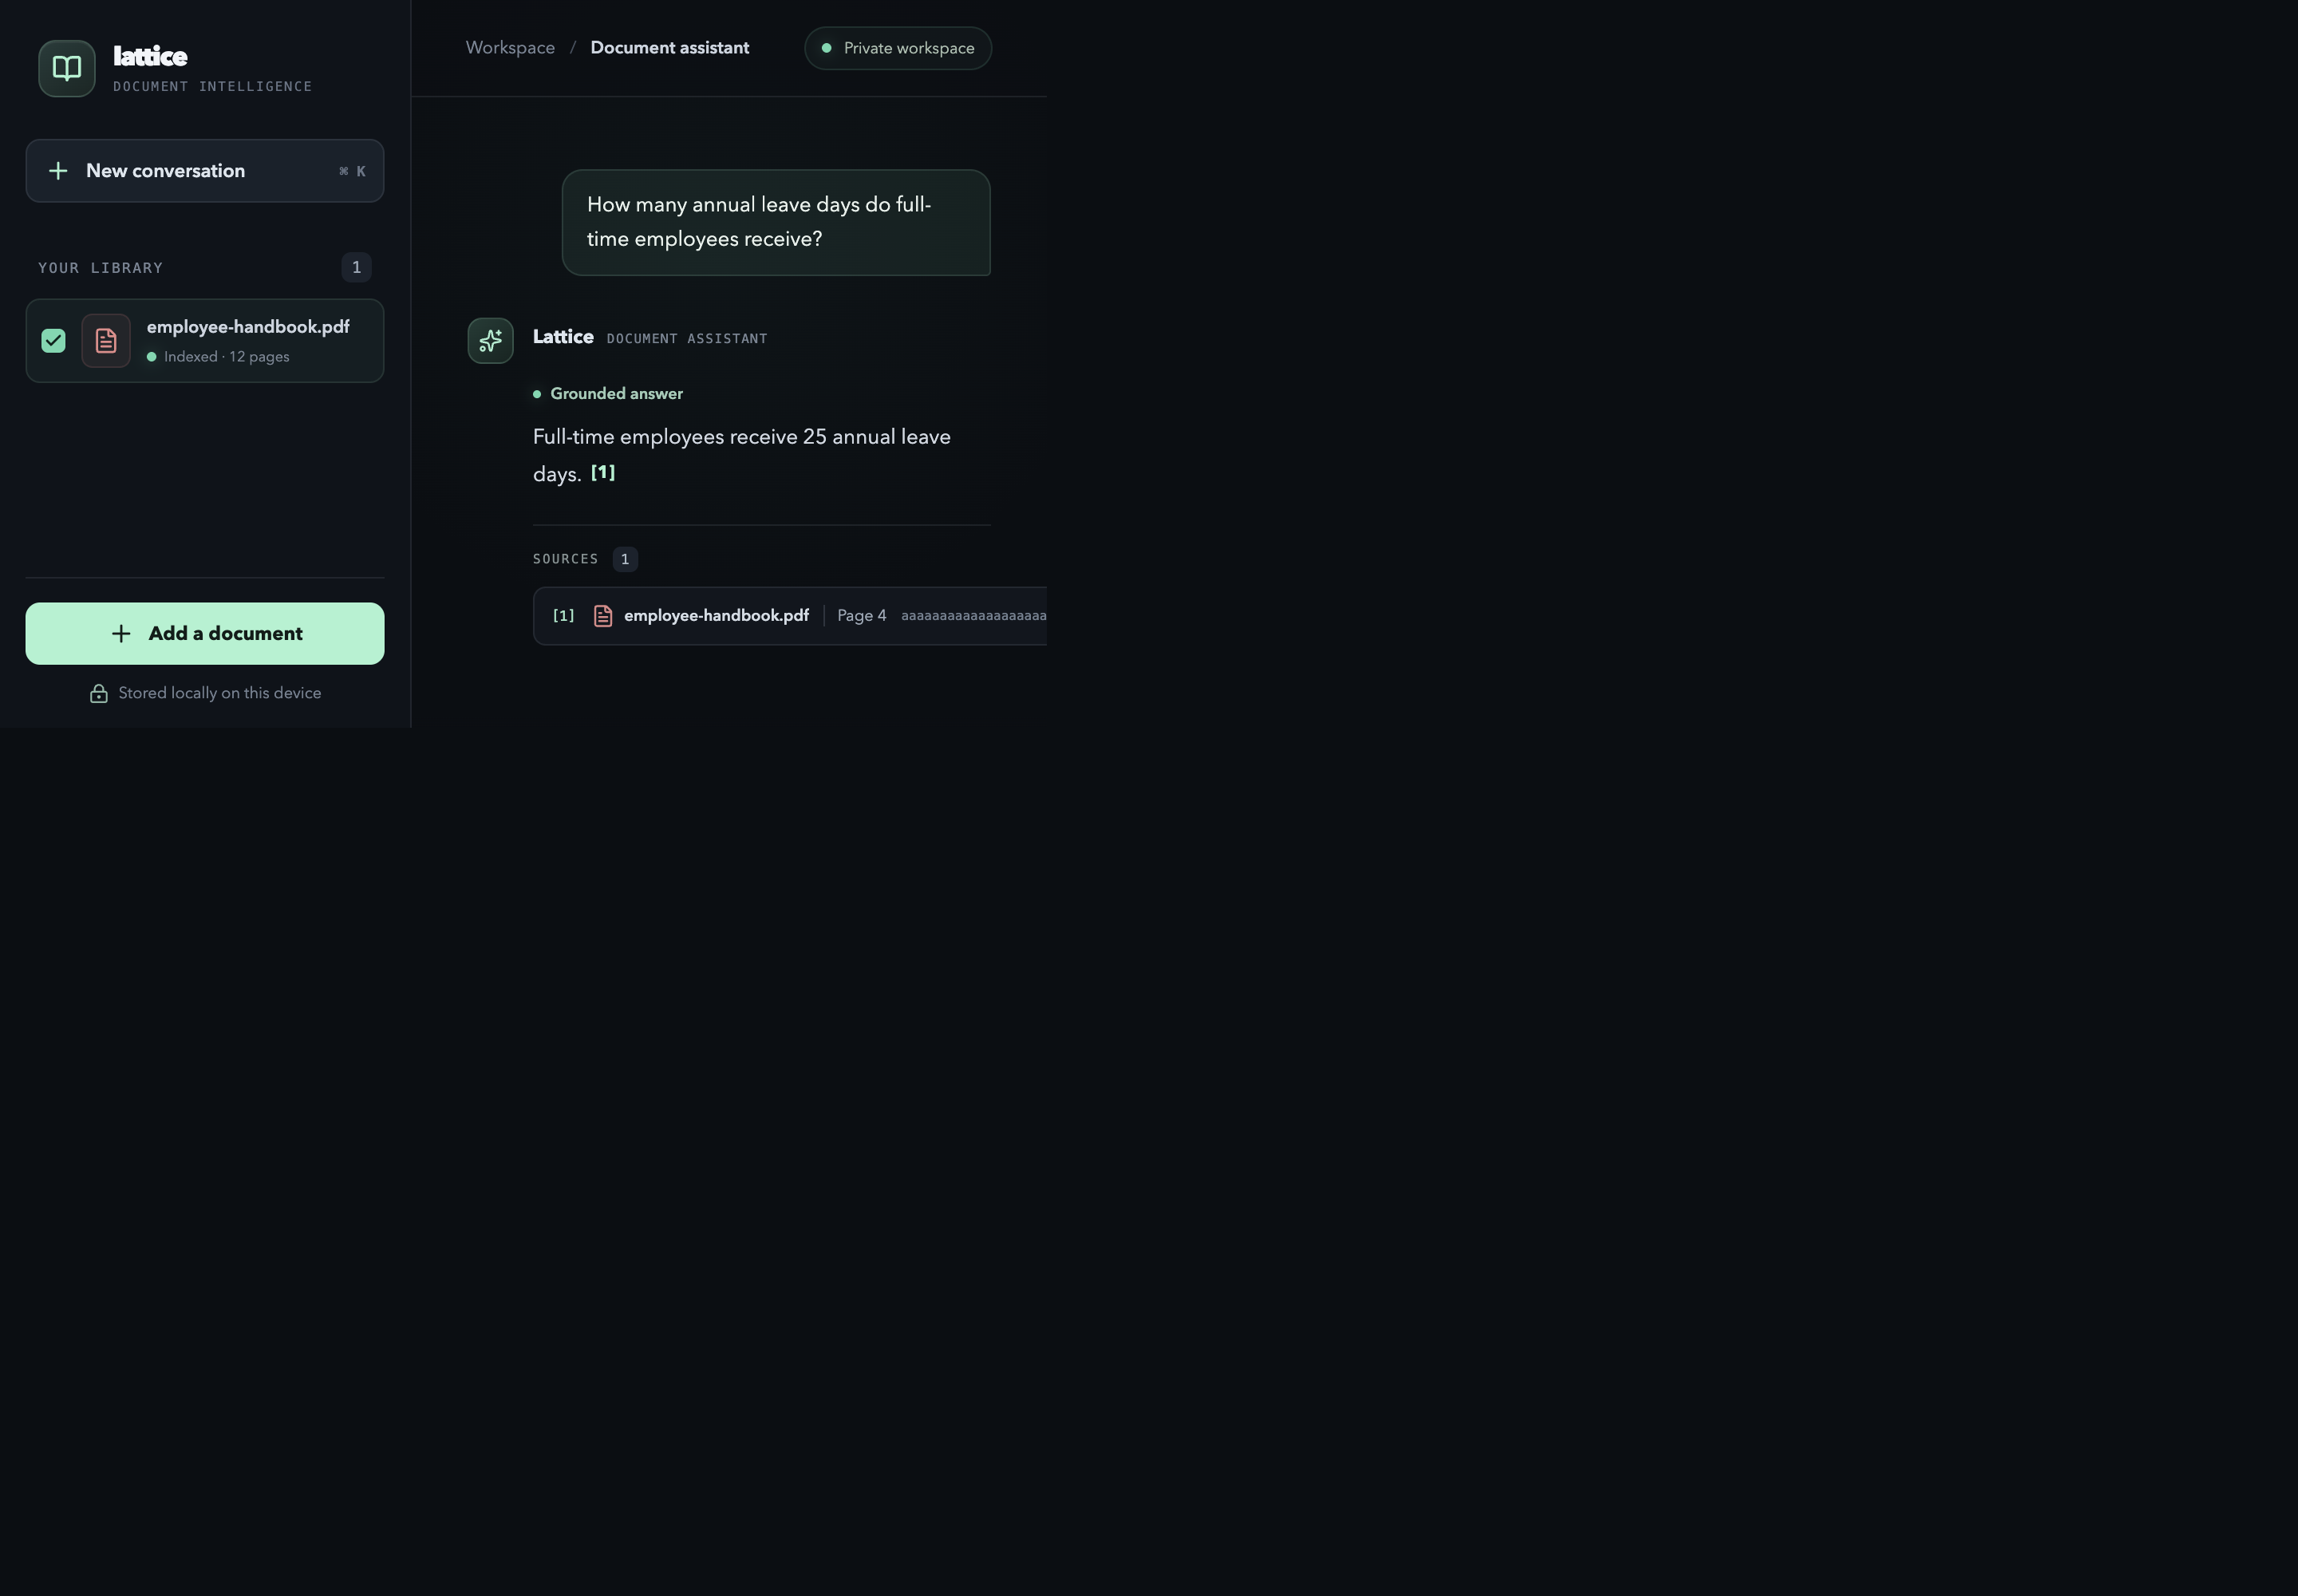 lattice
DOCUMENT INTELLIGENCE
New conversation ⌘ K
YOUR LIBRARY 1
employee-handbook.pdf
Indexed · 12 pages
Add a document
Stored locally on this device
Workspace / Document assistant
Private workspace
How many annual leave days do full-
time employees receive?
Lattice DOCUMENT ASSISTANT
Grounded answer
Full-time employees receive 25 annual leave
days. [1]
SOURCES 1
[1] employee-handbook.pdf Page 4 aaaaaaaaaaaaaaaaaaa